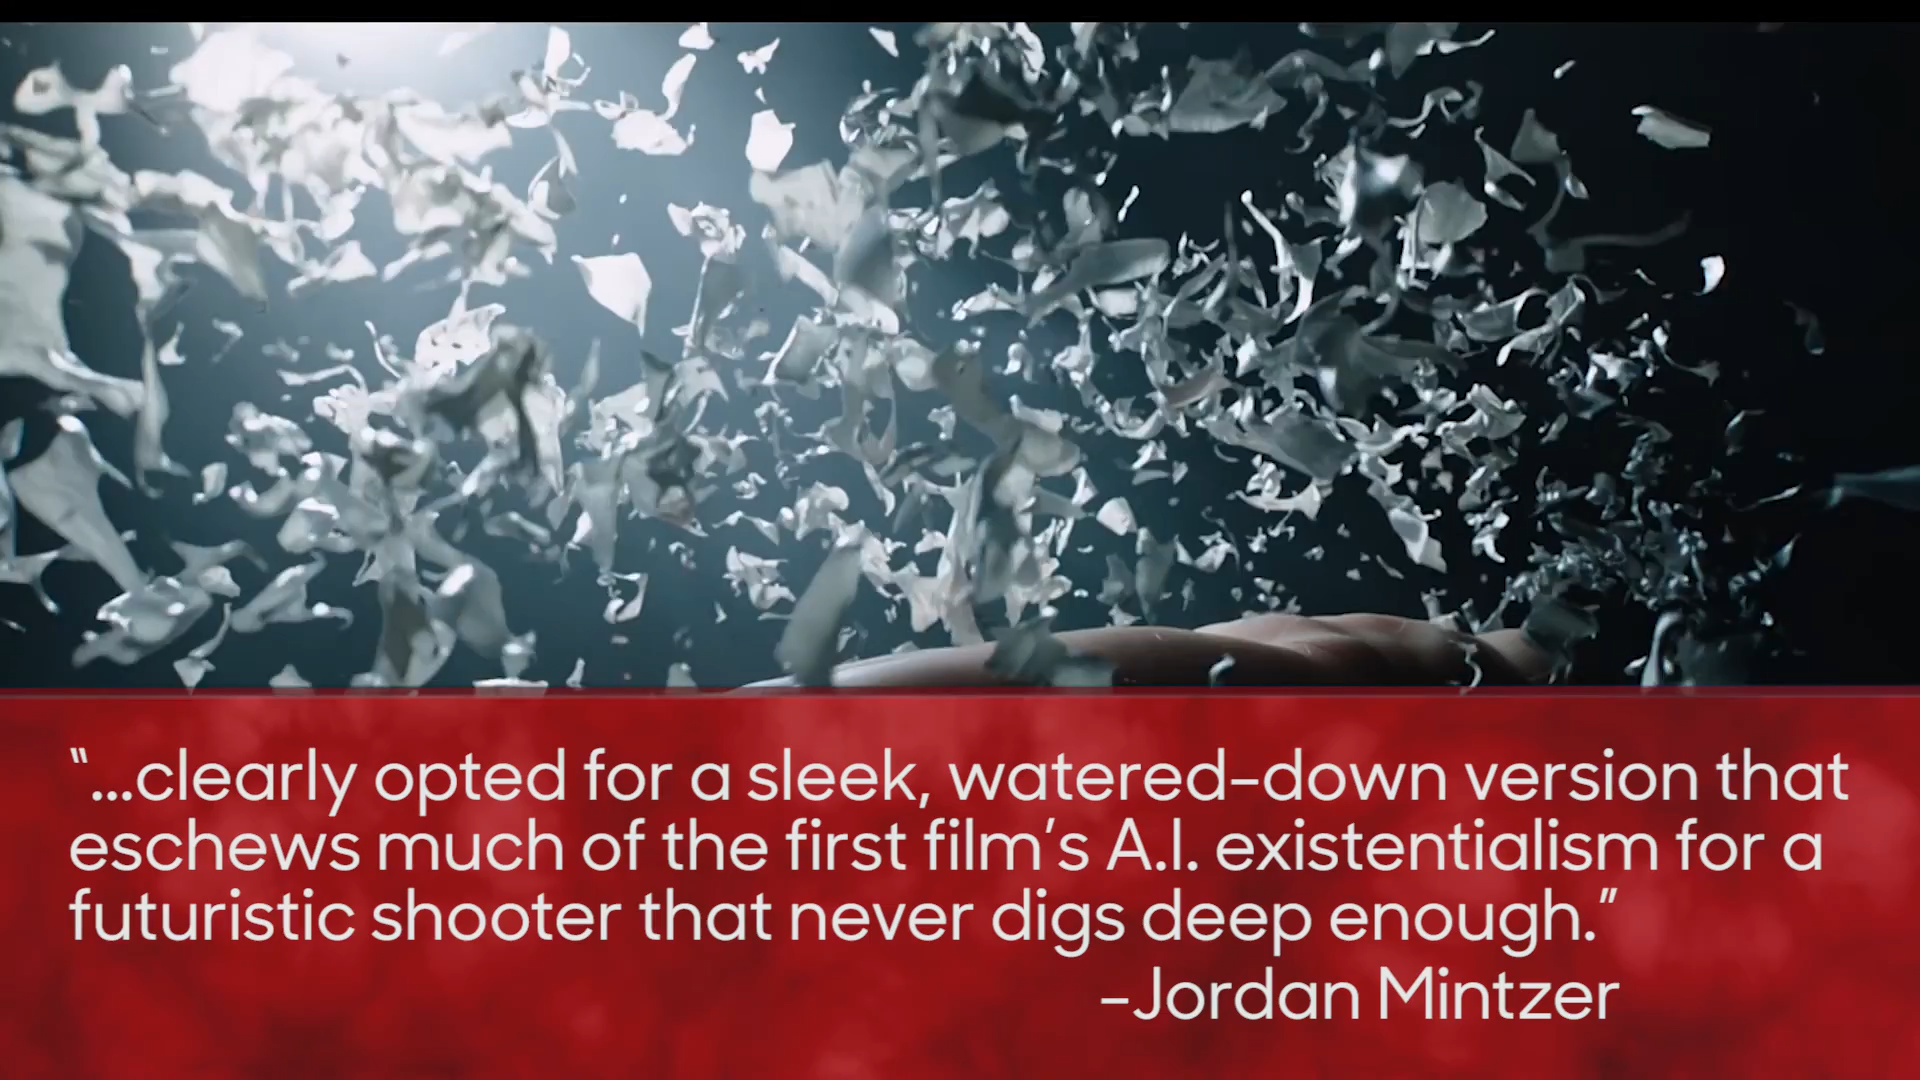 “...clearly opted for a sleek, watered-down version that
eschews much of the first film’s A.I. existentialism for a
futuristic shooter that never digs deep enough.”
-Jordan Mintzer